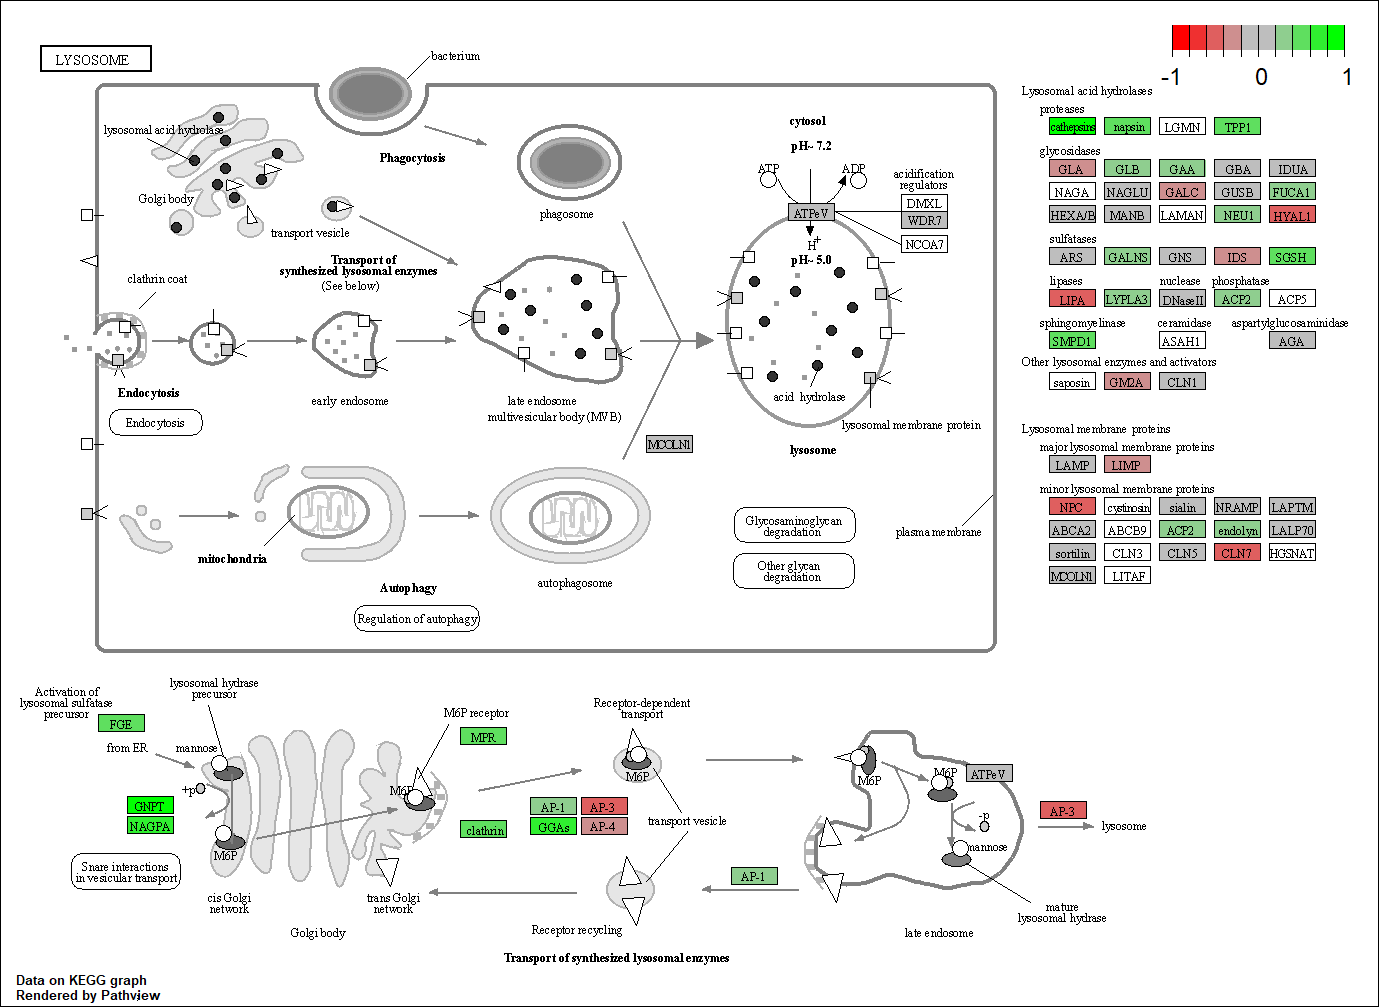 LYSOSOME
bacterium
-1
0
1
lysosomal acid hydrolase
Phagocytosis
Golgi body
transport vesicle
phagosome
Transport of
synthesized lysosomal enzymes
(See below)
clathrin coat
cytosol
pH~ 7.2
ATP
ADP
acidification
regulators
ATPeV
DMXL
WDR7
NCOA7
H+
pH~ 5.0
Endocytosis
Endocytosis
early endosome
late endosome
multivesicular body (MVB)
acid hydrolase
lysosomal membrane protein
lysosome
MCOLN1
mitochondria
Autophagy
Regulation of autophagy
autophagosome
Glycosaminoglycan
degradation
Other glycan
degradation
plasma membrane
Lysosomal acid hydrolases
proteases
cathepsins napsin LGMN TPP1
glycosidases
GLA GLB GAA GBA IDUA
NAGA NAGLU GALC GUSB FUCA1
HEXA/B MANB LAMAN NEU1 HYAL1
sulfatases
ARS GALNS GNS IDS SGSH
lipases nuclease phosphatase
LIPA LYPLA3 DNaseII ACP2 ACP5
sphingomyelinase ceramidase aspartylglucosaminidase
SMPD1 ASAH1 AGA
Other lysosomal enzymes and activators
saposin GM2A CLN1
Lysosomal membrane proteins
major lysosomal membrane proteins
LAMP LIMP
minor lysosomal membrane proteins
NPC cystinosin sialin NRAMP LAPTM
ABCA2 ABCB9 ACP2 endolyn LALP70
sortilin CLN3 CLN5 CLN7 HGSNAT
MCOLN1 LITAF
Activation of
lysosomal sulfatase
precursor
FGE
from ER
lysosomal hydrase
precursor
mannose
+p
GNPT
NAGPA
M6P
Snare interactions
in vesicular transport
cis Golgi
network
Golgi body
trans Golgi
network
M6P
M6P receptor
MPR
clathrin
AP-1 AP-3
GGAs AP-4
Receptor-dependent
transport
M6P
transport vesicle
Receptor recycling
AP-1
M6P
M6P
ATPeV
-p
mannose
AP-3
lysosome
mature
lysosomal hydrase
late endosome
Transport of synthesized lysosomal enzymes
Data on KEGG graph
Rendered by Pathview